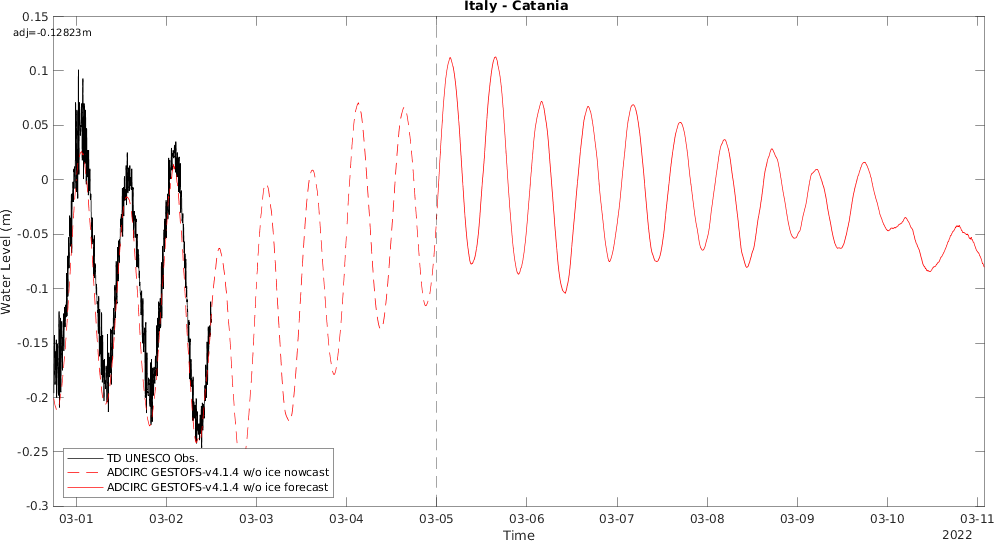 Italy - Catania
adj=-0.12823m
0.15
0.1
0.05
0
-0.05
-0.1
-0.15
-0.2
-0.25
-0.3
Water Level (m)
TD UNESCO Obs.
ADCIRC GESTOFS-v4.1.4 w/o ice nowcast
ADCIRC GESTOFS-v4.1.4 w/o ice forecast
03-01 03-02 03-03 03-04 03-05 03-06 03-07 03-08 03-09 03-10 03-11
Time
2022